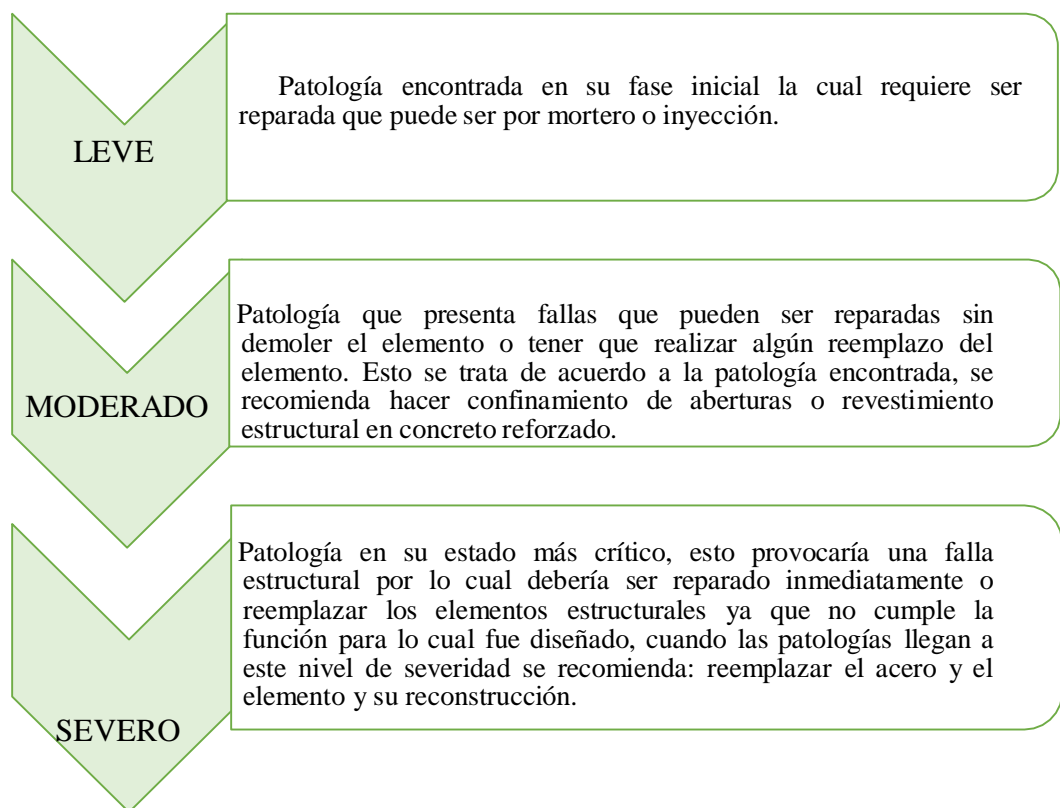 LEVE
Patología encontrada en su fase inicial la cual requiere ser
reparada que puede ser por mortero o inyección.
MODERADO
Patología que presenta fallas que pueden ser reparadas sin
demoler el elemento o tener que realizar algún reemplazo del
elemento. Esto se trata de acuerdo a la patología encontrada, se
recomienda hacer confinamiento de aberturas o revestimiento
estructural en concreto reforzado.
SEVERO
Patología en su estado más crítico, esto provocaría una falla
estructural por lo cual debería ser reparado inmediatamente o
reemplazar los elementos estructurales ya que no cumple la
función para lo cual fue diseñado, cuando las patologías llegan a
este nivel de severidad se recomienda: reemplazar el acero y el
elemento y su reconstrucción.